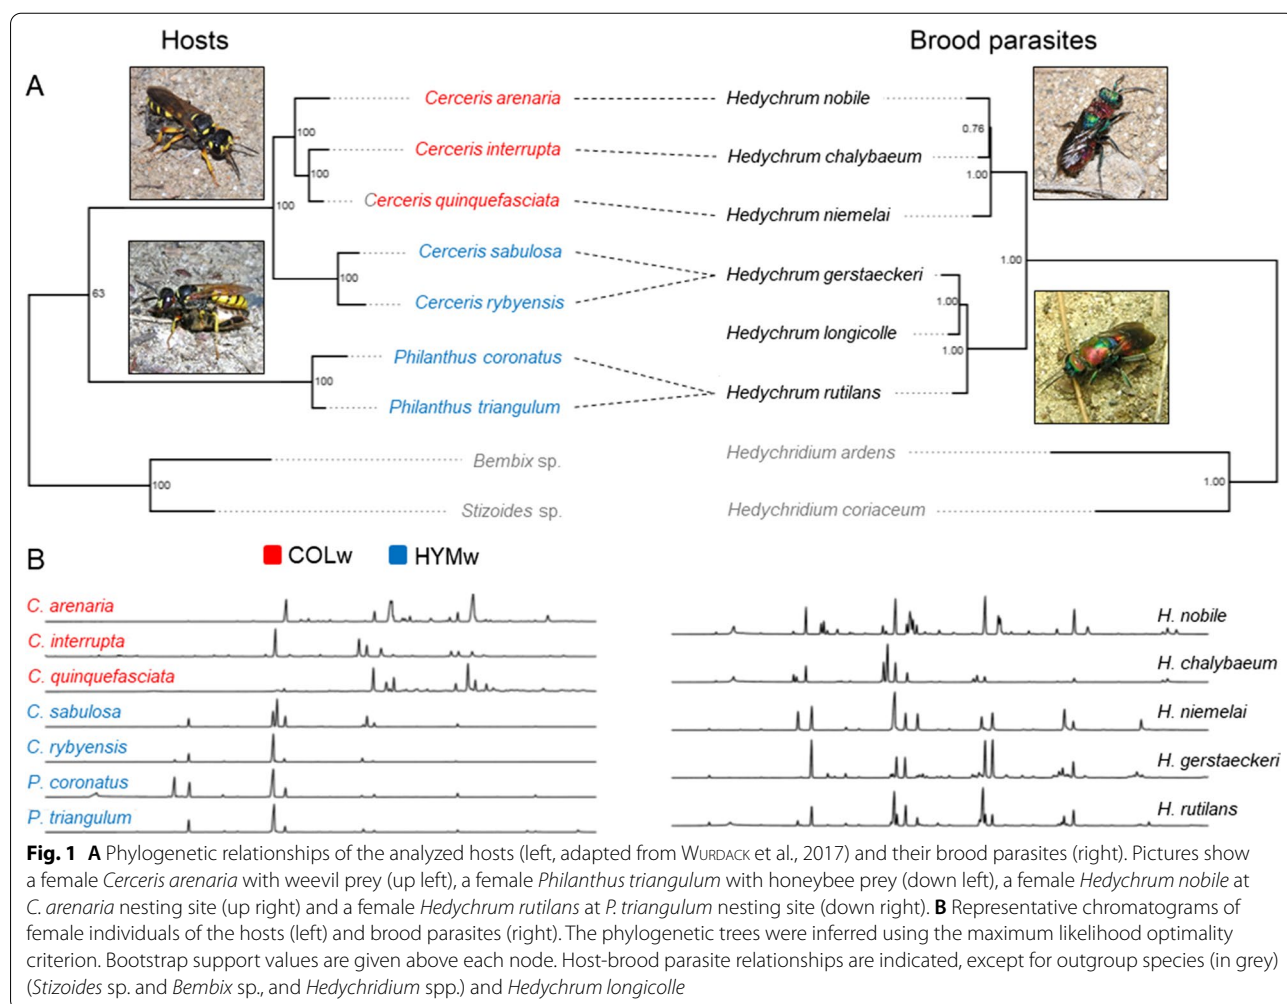 Hosts
Brood parasites
A
Cerceris arenaria
Hedychrum nobile
100
0.76
Cerceris interrupta
Hedychrum chalybaeum
100
1.00
Cerceris quinquefasciata
100
Hedychrum niemelai
Cerceris sabulosa
1.00
Hedychrum gerstaeckeri
100
63
Cerceris rybyensis
1.00
Hedychrum longicolle
1.00
Philanthus coronatus
100
Hedychrum rutilans
Philanthus triangulum
Hedychridium ardens
Bembix sp.
100
1.00
Stizoides sp.
Hedychridium coriaceum
B
COLw
HYMw
C. arenaria
C. interrupta
C. quinquefasciata
C. sabulosa
C. rybyensis
P. coronatus
P. triangulum
H. nobile
H. chalybaeum
H. niemelai
H. gerstaeckeri
H. rutilans
Fig. 1 A Phylogenetic relationships of the analyzed hosts (left, adapted from Wurdack et al., 2017) and their brood parasites (right). Pictures show
a female Cerceris arenaria with weevil prey (up left), a female Philanthus triangulum with honeybee prey (down left), a female Hedychrum nobile at
C. arenaria nesting site (up right) and a female Hedychrum rutilans at P. triangulum nesting site (down right). B Representative chromatograms of
female individuals of the hosts (left) and brood parasites (right). The phylogenetic trees were inferred using the maximum likelihood optimality
criterion. Bootstrap support values are given above each node. Host-brood parasite relationships are indicated, except for outgroup species (in grey)
(Stizoides sp. and Bembix sp., and Hedychridium spp.) and Hedychrum longicolle